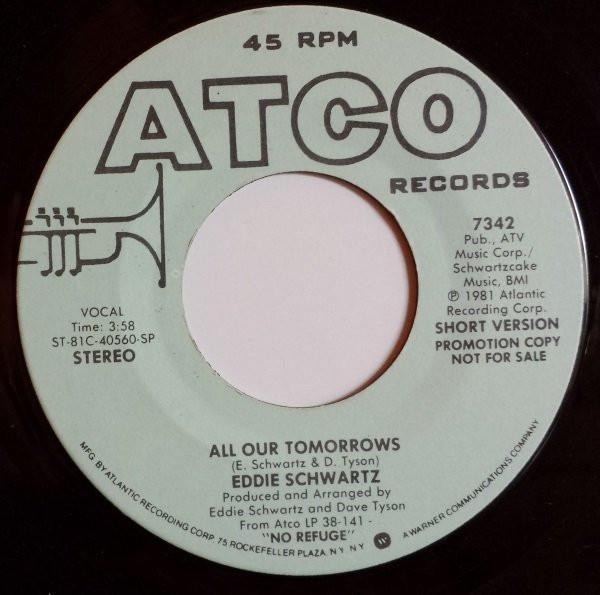 45 RPM
ATCO
RECORDS
7342
Pub., ATV
Music Corp./
Schwartzcake
Music, BMI
℗ 1981 Atlantic
Recording Corp.
SHORT VERSION
PROMOTION COPY
NOT FOR SALE
VOCAL
Time: 3:58
ST-81C-40560-SP
STEREO
ALL OUR TOMORROWS
(E. Schwartz & D. Tyson)
EDDIE SCHWARTZ
Produced and Arranged by
Eddie Schwartz and Dave Tyson
From Atco LP 38-141 -
"NO REFUGE"
MFG. BY ATLANTIC RECORDING CORP. 75 ROCKEFELLER PLAZA, N.Y. N.Y.
A WARNER COMMUNICATIONS COMPANY